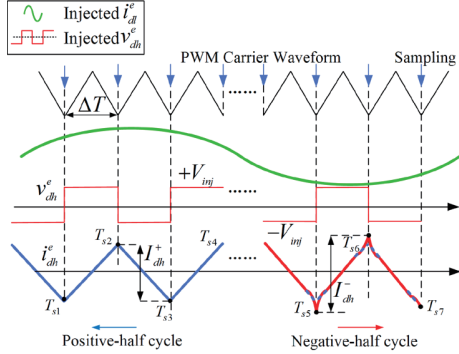 Injected i^e_dl
Injected v^e_dh
PWM Carrier Waveform
Sampling
ΔT
......
v^e_dh
+V_inj
......
-V_inj
i^e_dh
T_s1
T_s2
I^+_dh
T_s3
T_s4
......
T_s5
T_s6
I^-_dh
T_s7
Positive-half cycle
Negative-half cycle